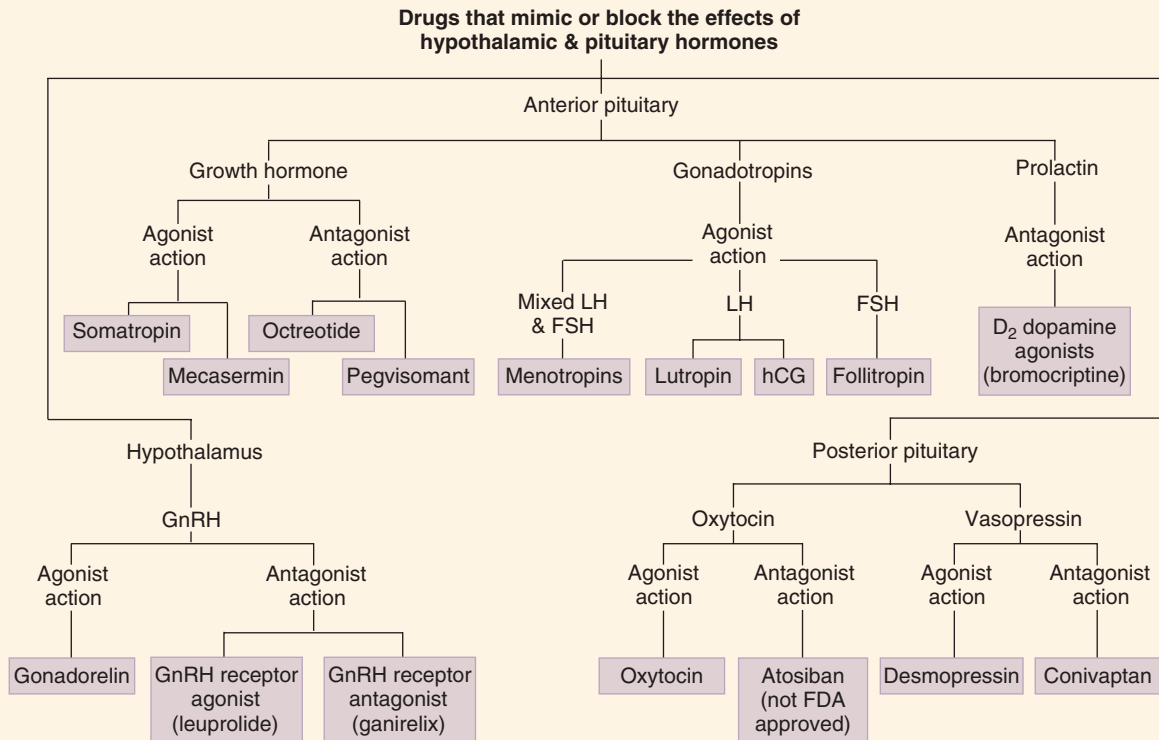 Drugs that mimic or block the effects of
hypothalamic & pituitary hormones
Anterior pituitary
Growth hormone
Gonadotropins
Prolactin
Agonist
action
Antagonist
action
Agonist
action
Antagonist
action
Mixed LH
& FSH
LH
FSH
Somatropin
Mecasermin
Octreotide
Pegvisomant
Menotropins
Lutropin
hCG
Follitropin
D₂ dopamine
agonists
(bromocriptine)
Hypothalamus
GnRH
Agonist
action
Antagonist
action
Gonadorelin
GnRH receptor
agonist
(leuprolide)
GnRH receptor
antagonist
(ganirelix)
Posterior pituitary
Oxytocin
Vasopressin
Agonist
action
Antagonist
action
Agonist
action
Antagonist
action
Oxytocin
Atosiban
(not FDA
approved)
Desmopressin
Conivaptan